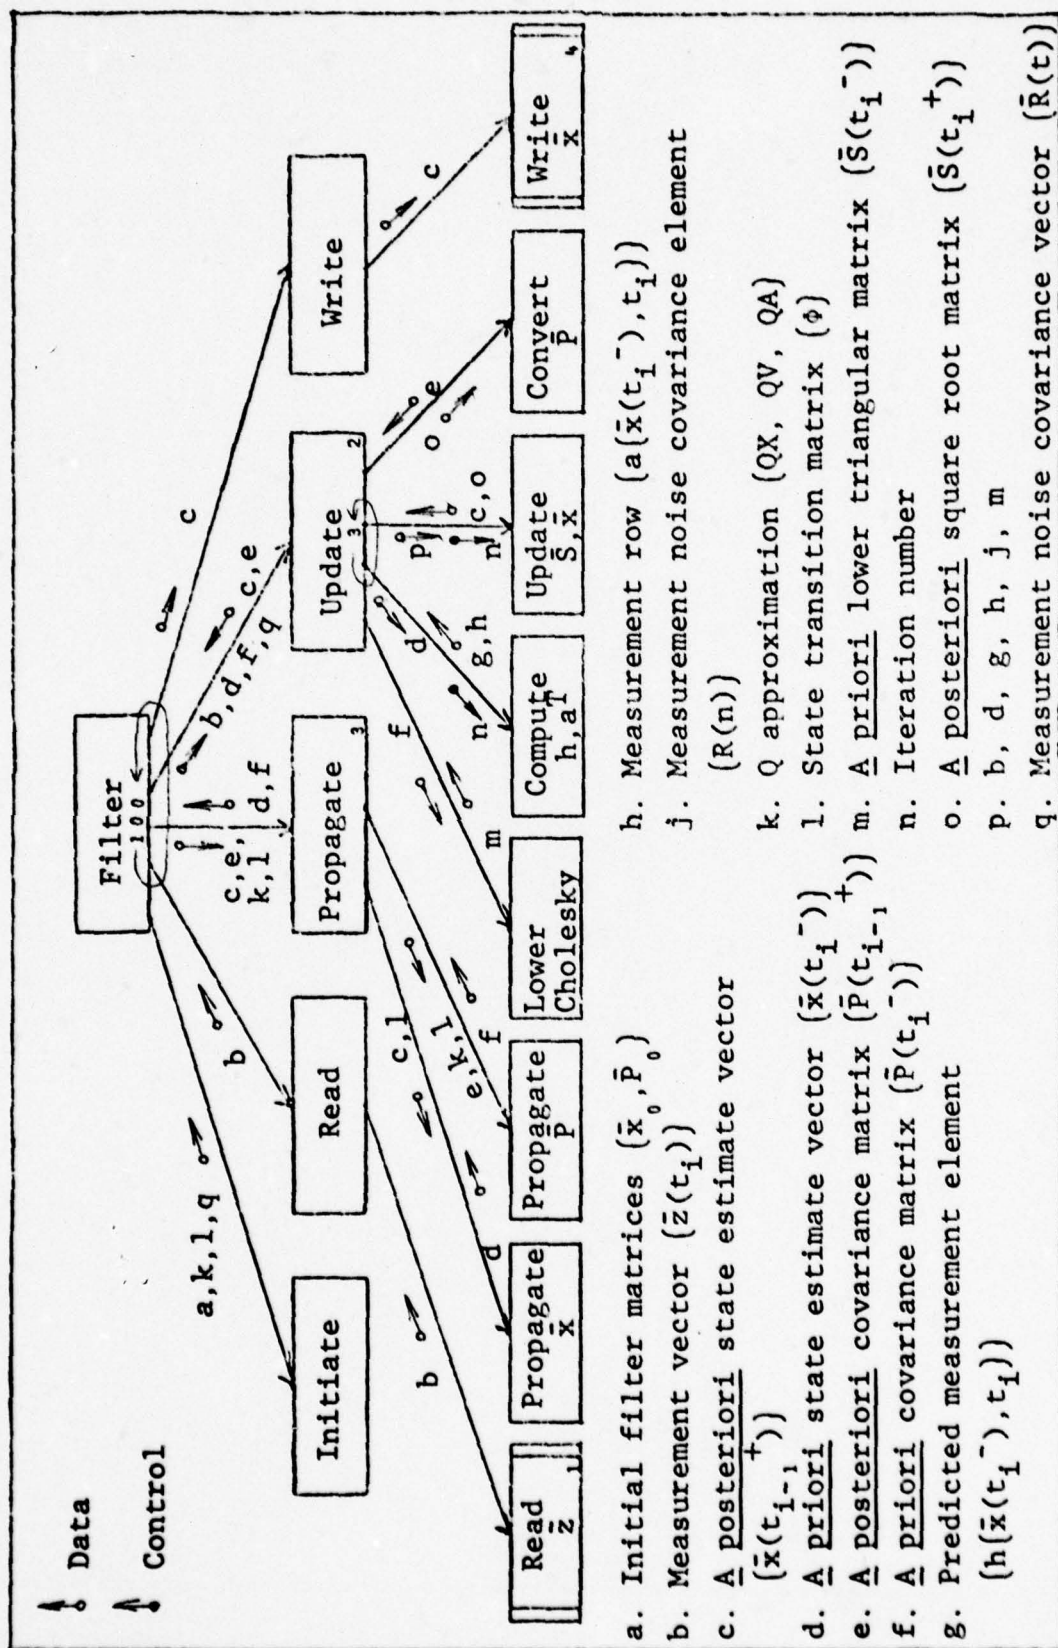 Data
Control
Filter
100
a,k,l,q
b
c,e,
k,l
d,f
b,d,f,q
c,e
c
Initiate
Read
Propagate
3
Update
2
3
Write
b
c,l
d
e,k,l
f
f
m
d
g,h
n
p
n
c,o
e
o
c
Read
z̄
1
Propagate
x̄
Propagate
P̄
Lower
Cholesky
Compute
h,aᵀ
Update
S̄,x̄
Convert
P̄
Write
x̄
4
a. Initial filter matrices {x̄₀,P̄₀}
b. Measurement vector {z̄(tᵢ)}
c. A posteriori state estimate vector
{x̄(tᵢ₋₁⁺)}
d. A priori state estimate vector {x̄(tᵢ⁻)}
e. A posteriori covariance matrix {P̄(tᵢ₋₁⁺)}
f. A priori covariance matrix {P̄(tᵢ⁻)}
g. Predicted measurement element
{h{x̄(tᵢ⁻),tᵢ}}
h. Measurement row {a{x̄(tᵢ⁻),tᵢ}}
j. Measurement noise covariance element
{R(n)}
k. Q approximation {QX, QV, QA}
l. State transition matrix {Φ}
m. A priori lower triangular matrix {S̄(tᵢ⁻)}
n. Iteration number
o. A posteriori square root matrix {S̄(tᵢ⁺)}
p. b, d, g, h, j, m
q. Measurement noise covariance vector {R̄(t)}